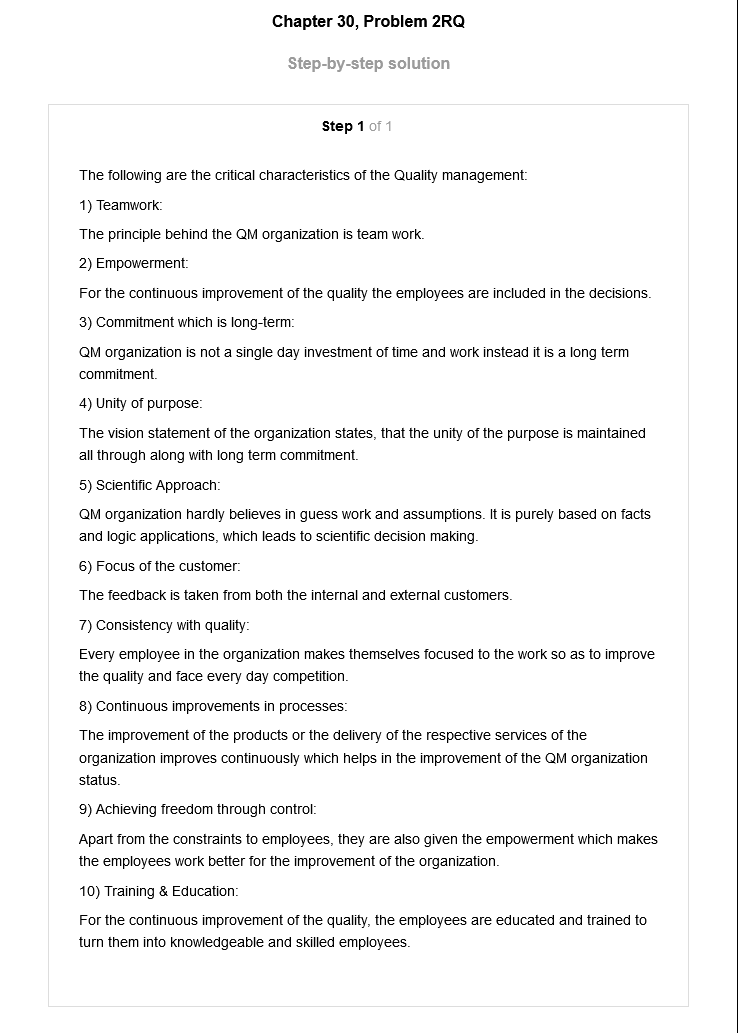 Chapter 30, Problem 2RQ
Step-by-step solution
Step 1 of 1
The following are the critical characteristics of the Quality management:
1) Teamwork:
The principle behind the QM organization is team work.
2) Empowerment:
For the continuous improvement of the quality the employees are included in the decisions.
3) Commitment which is long-term:
QM organization is not a single day investment of time and work instead it is a long term
commitment.
4) Unity of purpose:
The vision statement of the organization states, that the unity of the purpose is maintained
all through along with long term commitment.
5) Scientific Approach:
QM organization hardly believes in guess work and assumptions. It is purely based on facts
and logic applications, which leads to scientific decision making.
6) Focus of the customer:
The feedback is taken from both the internal and external customers.
7) Consistency with quality:
Every employee in the organization makes themselves focused to the work so as to improve
the quality and face every day competition.
8) Continuous improvements in processes:
The improvement of the products or the delivery of the respective services of the
organization improves continuously which helps in the improvement of the QM organization
status.
9) Achieving freedom through control:
Apart from the constraints to employees, they are also given the empowerment which makes
the employees work better for the improvement of the organization.
10) Training & Education:
For the continuous improvement of the quality, the employees are educated and trained to
turn them into knowledgeable and skilled employees.